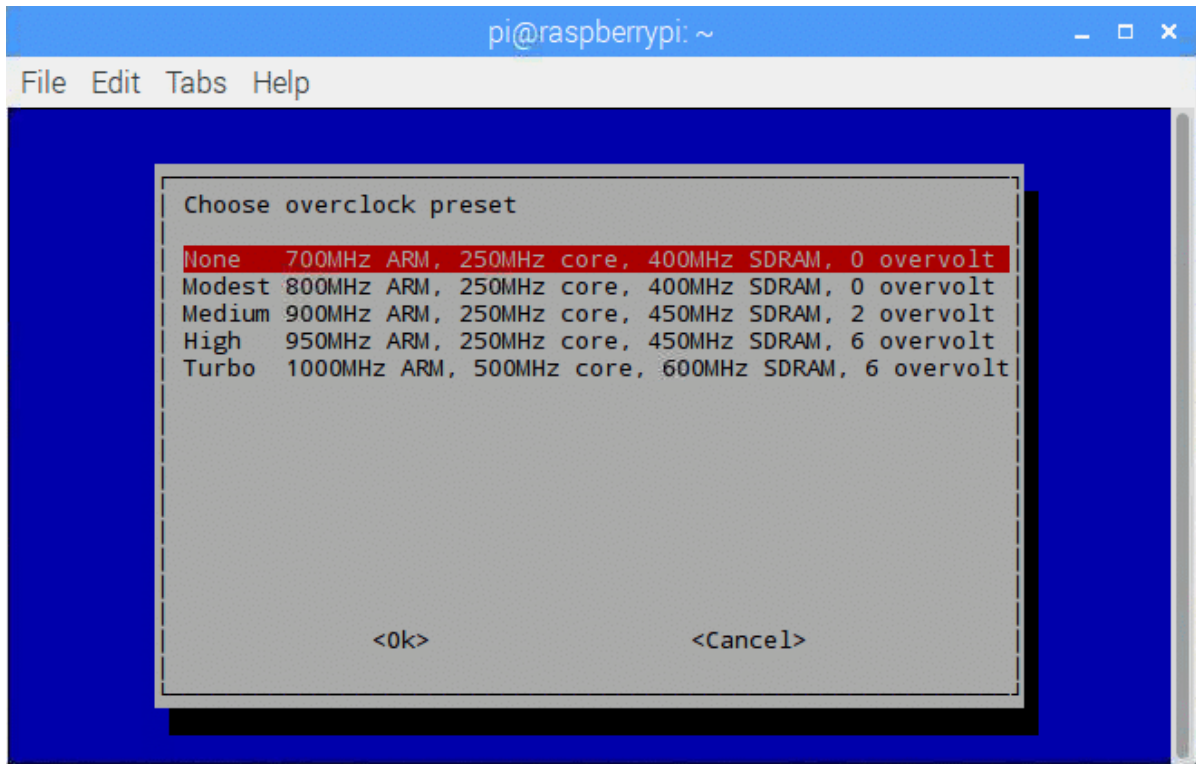 pi@raspberrypi: ~
File Edit Tabs Help
Choose overclock preset
None 700MHz ARM, 250MHz core, 400MHz SDRAM, 0 overvolt
Modest 800MHz ARM, 250MHz core, 400MHz SDRAM, 0 overvolt
Medium 900MHz ARM, 250MHz core, 450MHz SDRAM, 2 overvolt
High 950MHz ARM, 250MHz core, 450MHz SDRAM, 6 overvolt
Turbo 1000MHz ARM, 500MHz core, 600MHz SDRAM, 6 overvolt
<Ok> <Cancel>